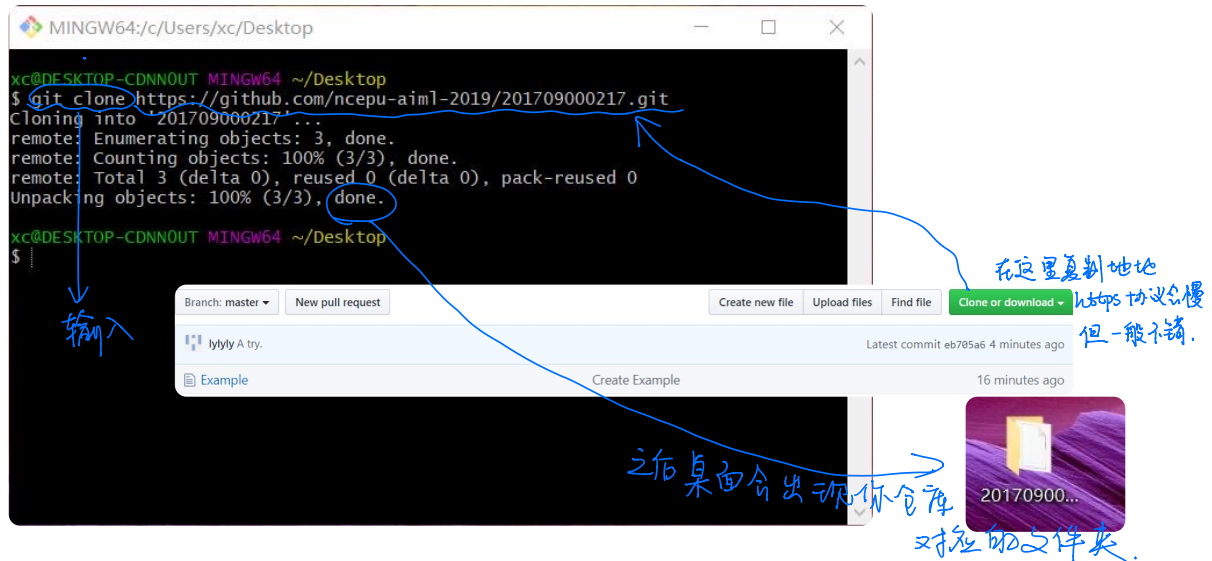 MINGW64:/c/Users/xc/Desktop
xc@DESKTOP-CDNNOUT MINGW64 ~/Desktop
$ git clone https://github.com/ncepu-aiml-2019/201709000217.git
Cloning into '201709000217'...
remote: Enumerating objects: 3, done.
remote: Counting objects: 100% (3/3), done.
remote: Total 3 (delta 0), reused 0 (delta 0), pack-reused 0
Unpacking objects: 100% (3/3), done.
xc@DESKTOP-CDNNOUT MINGW64 ~/Desktop
$
输入
在这里复制地址
https协议会慢
但一般不错.
Branch: master
New pull request
Create new file
Upload files
Find file
Clone or download
lylyly A try.
Latest commit eb705a6 4 minutes ago
Example
Create Example
16 minutes ago
之后桌面会出现你仓库
对应的文件夹.
20170900...